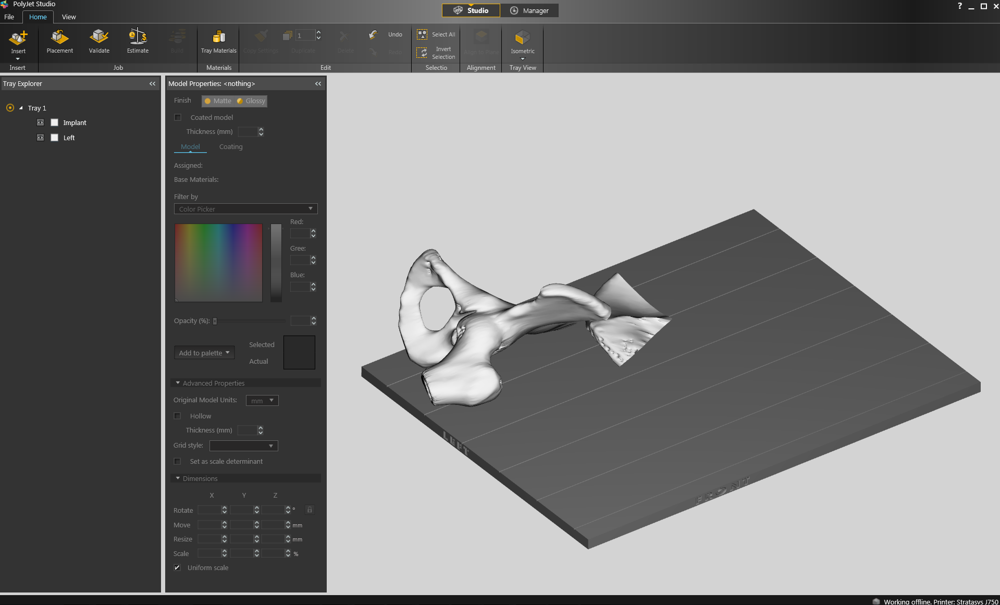 PolyJet Studio
Studio
Manager
?
File
Home
View
Insert
Placement
Validate
Estimate
Build
Tray Materials
Copy Settings
1
Duplicate
Delete
Undo
Redo
Select All
Invert
Selection
Align to Plane
Isometric
Insert
Job
Materials
Edit
Selectio
Alignment
Tray View
Tray Explorer
Tray 1
Implant
Left
Model Properties: <nothing>
Finish
Matte
Glossy
Coated model
Thickness (mm)
Model
Coating
Assigned:
Base Materials:
Filter by
Color Picker
Red:
Gree:
Blue:
Opacity (%):
Add to palette
Selected
Actual
Advanced Properties
Original Model Units:
mm
Hollow
Thickness (mm)
Grid style:
Set as scale determinant
Dimensions
X Y Z
Rotate °
Move mm
Resize mm
Scale %
Uniform scale
LEFT
FRONT
Working offline. Printer: Stratasys J750